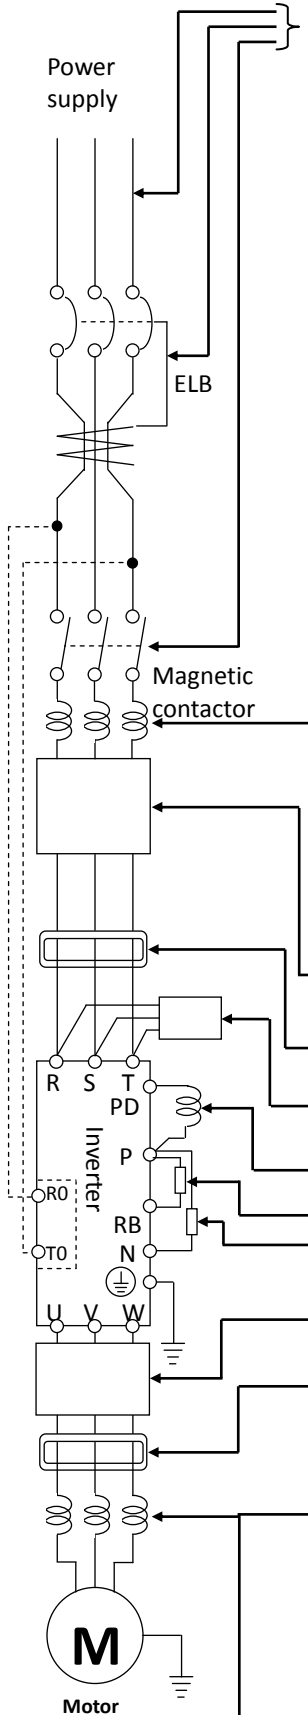 Power
supply
ELB
Magnetic
contactor
R S T
PD
Inverter
P
R0
RB
T0
N
U V W
M
Motor